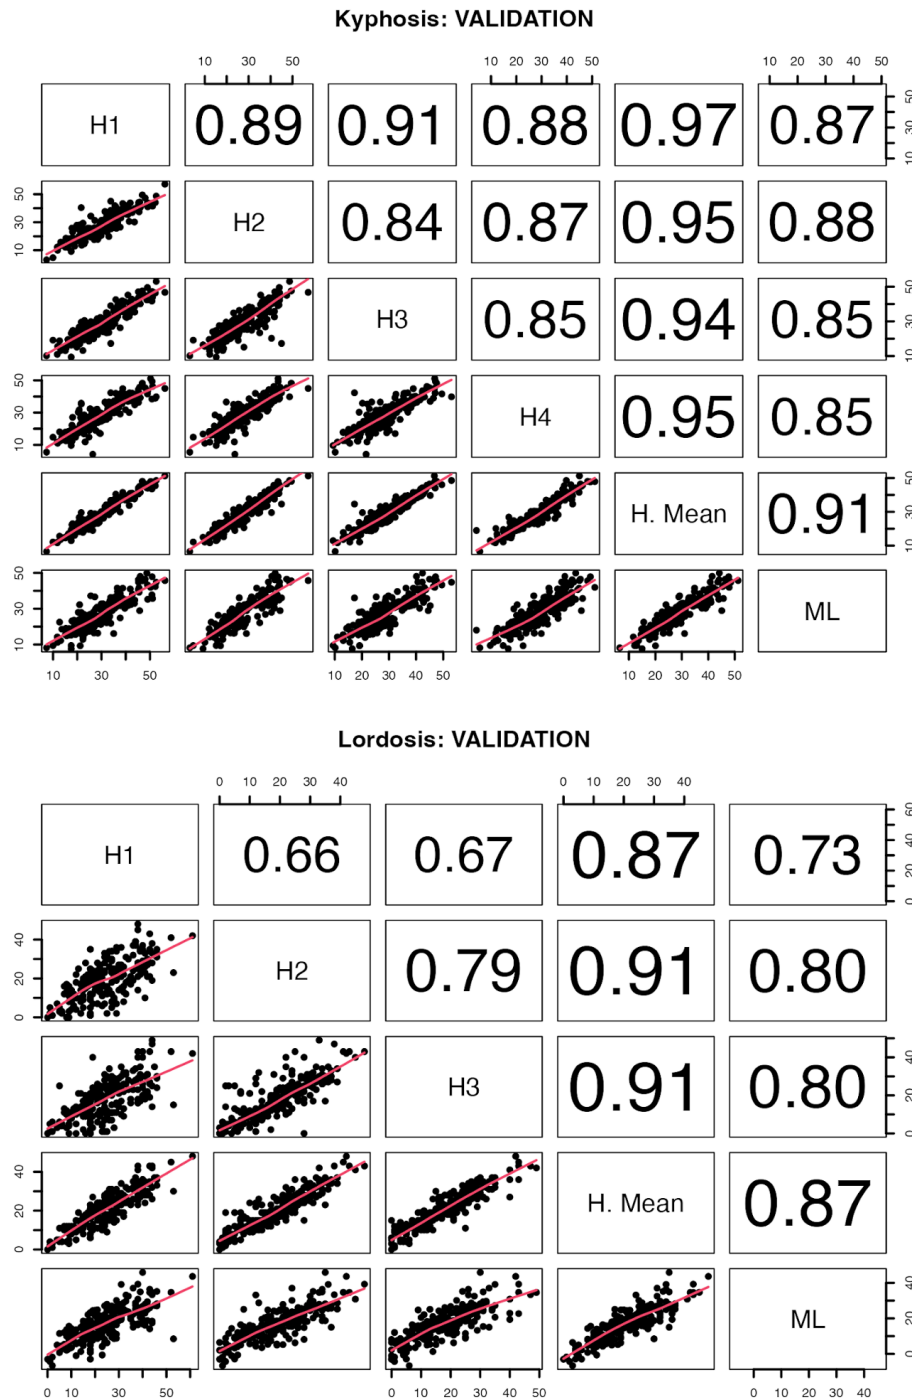 Kyphosis: VALIDATION
10 30 50 10 20 30 40 50 10 20 30 40 50
H1 0.89 0.91 0.88 0.97 0.87 10 30 50
10 30 50 H2 0.84 0.87 0.95 0.88
H3 0.85 0.94 0.85 10 30 50
10 30 50 H4 0.95 0.85
H. Mean 0.91 10 30 50
10 30 50 ML
10 30 50 10 20 30 40 50 10 20 30 40 50
Lordosis: VALIDATION
0 10 20 30 40 0 10 20 30 40
H1 0.66 0.67 0.87 0.73 0 20 40 60
0 20 40 H2 0.79 0.91 0.80
H3 0.91 0.80 0 20 40
0 20 40 H. Mean 0.87
ML 0 20 40
0 10 30 50 0 10 20 30 40 50 0 10 20 30 40